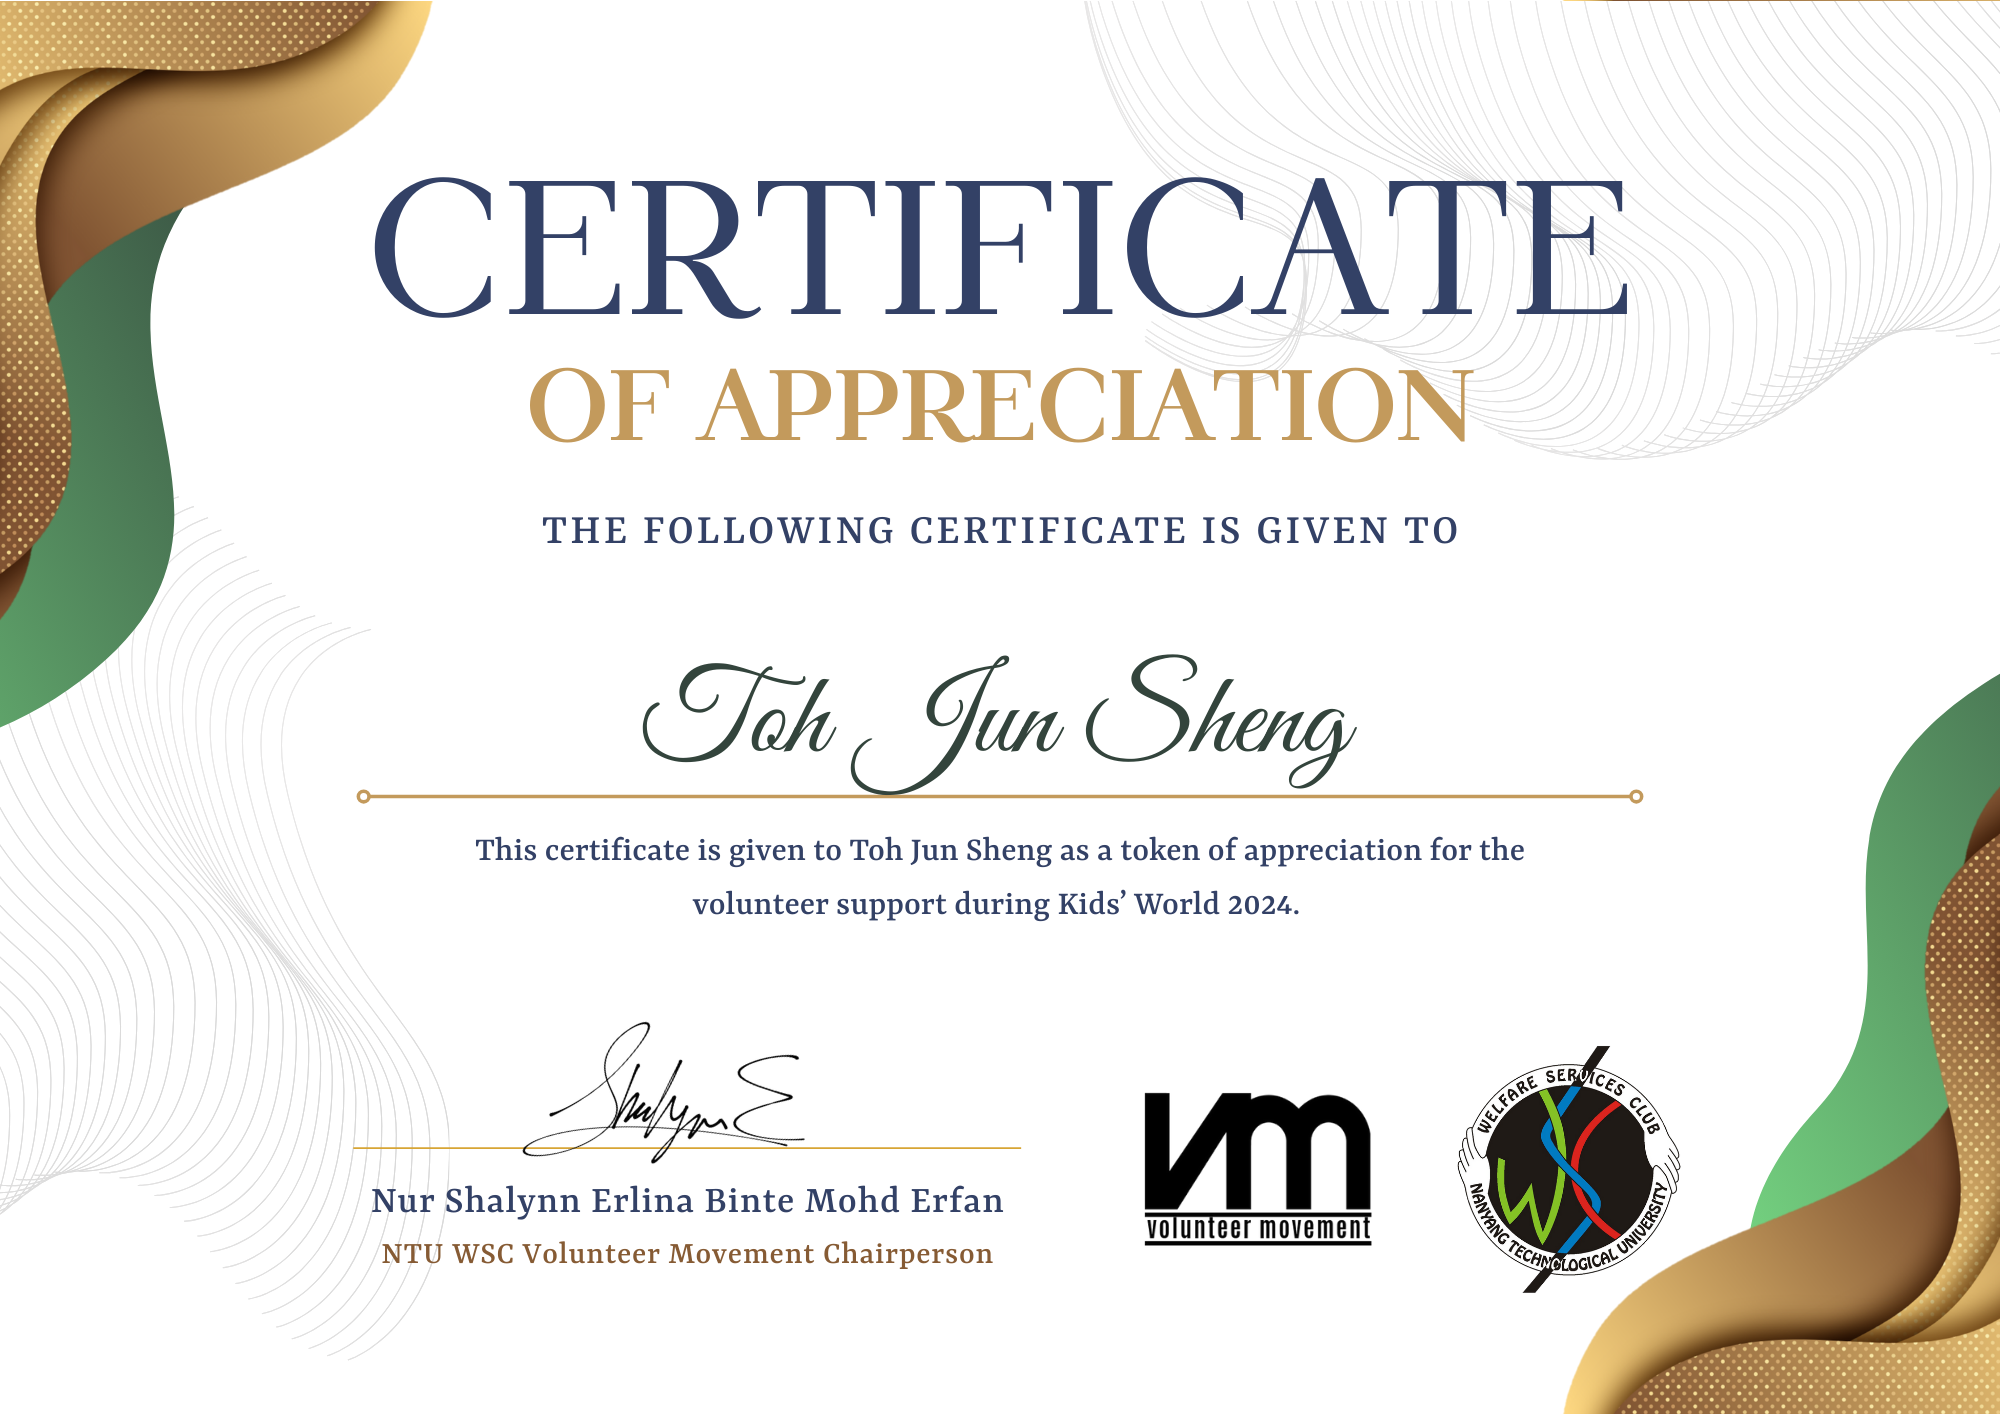 CERTIFICATE
OF APPRECIATION
THE FOLLOWING CERTIFICATE IS GIVEN TO
Toh Jun Sheng
This certificate is given to Toh Jun Sheng as a token of appreciation for the
volunteer support during Kids’ World 2024.
Shalynn E
Nur Shalynn Erlina Binte Mohd Erfan
NTU WSC Volunteer Movement Chairperson
vm
volunteer movement
WELFARE SERVICES CLUB
WSC
NANYANG TECHNOLOGICAL UNIVERSITY